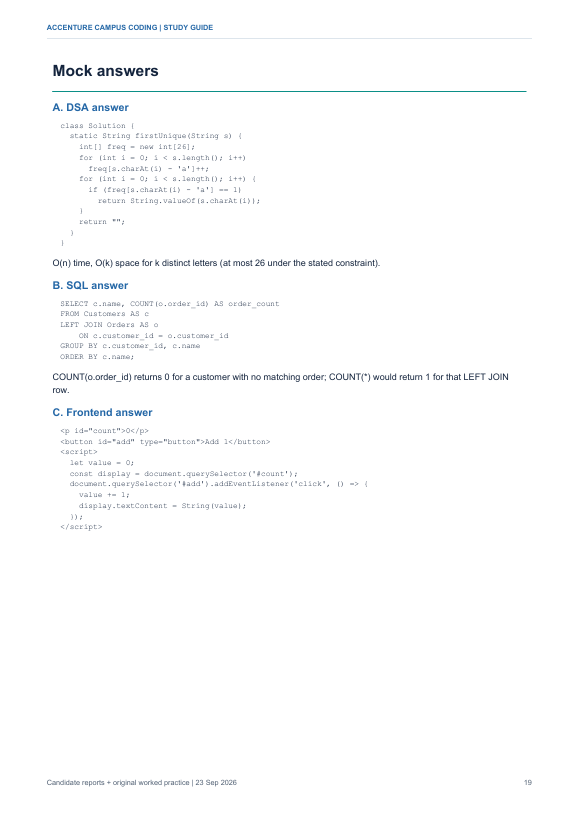 ACCENTURE CAMPUS CODING | STUDY GUIDE
Mock answers
A. DSA answer
class Solution {
  static String firstUnique(String s) {
    int[] freq = new int[26];
    for (int i = 0; i < s.length(); i++)
      freq[s.charAt(i) - 'a']++;
    for (int i = 0; i < s.length(); i++) {
      if (freq[s.charAt(i) - 'a'] == 1)
        return String.valueOf(s.charAt(i));
    }
    return "";
  }
}
O(n) time, O(k) space for k distinct letters (at most 26 under the stated constraint).
B. SQL answer
SELECT c.name, COUNT(o.order_id) AS order_count
FROM Customers AS c
LEFT JOIN Orders AS o
    ON c.customer_id = o.customer_id
GROUP BY c.customer_id, c.name
ORDER BY c.name;
COUNT(o.order_id) returns 0 for a customer with no matching order; COUNT(*) would return 1 for that LEFT JOIN
row.
C. Frontend answer
<p id="count">0</p>
<button id="add" type="button">Add 1</button>
<script>
  let value = 0;
  const display = document.querySelector('#count');
  document.querySelector('#add').addEventListener('click', () => {
    value += 1;
    display.textContent = String(value);
  });
</script>
Candidate reports + original worked practice | 23 Sep 2026
19